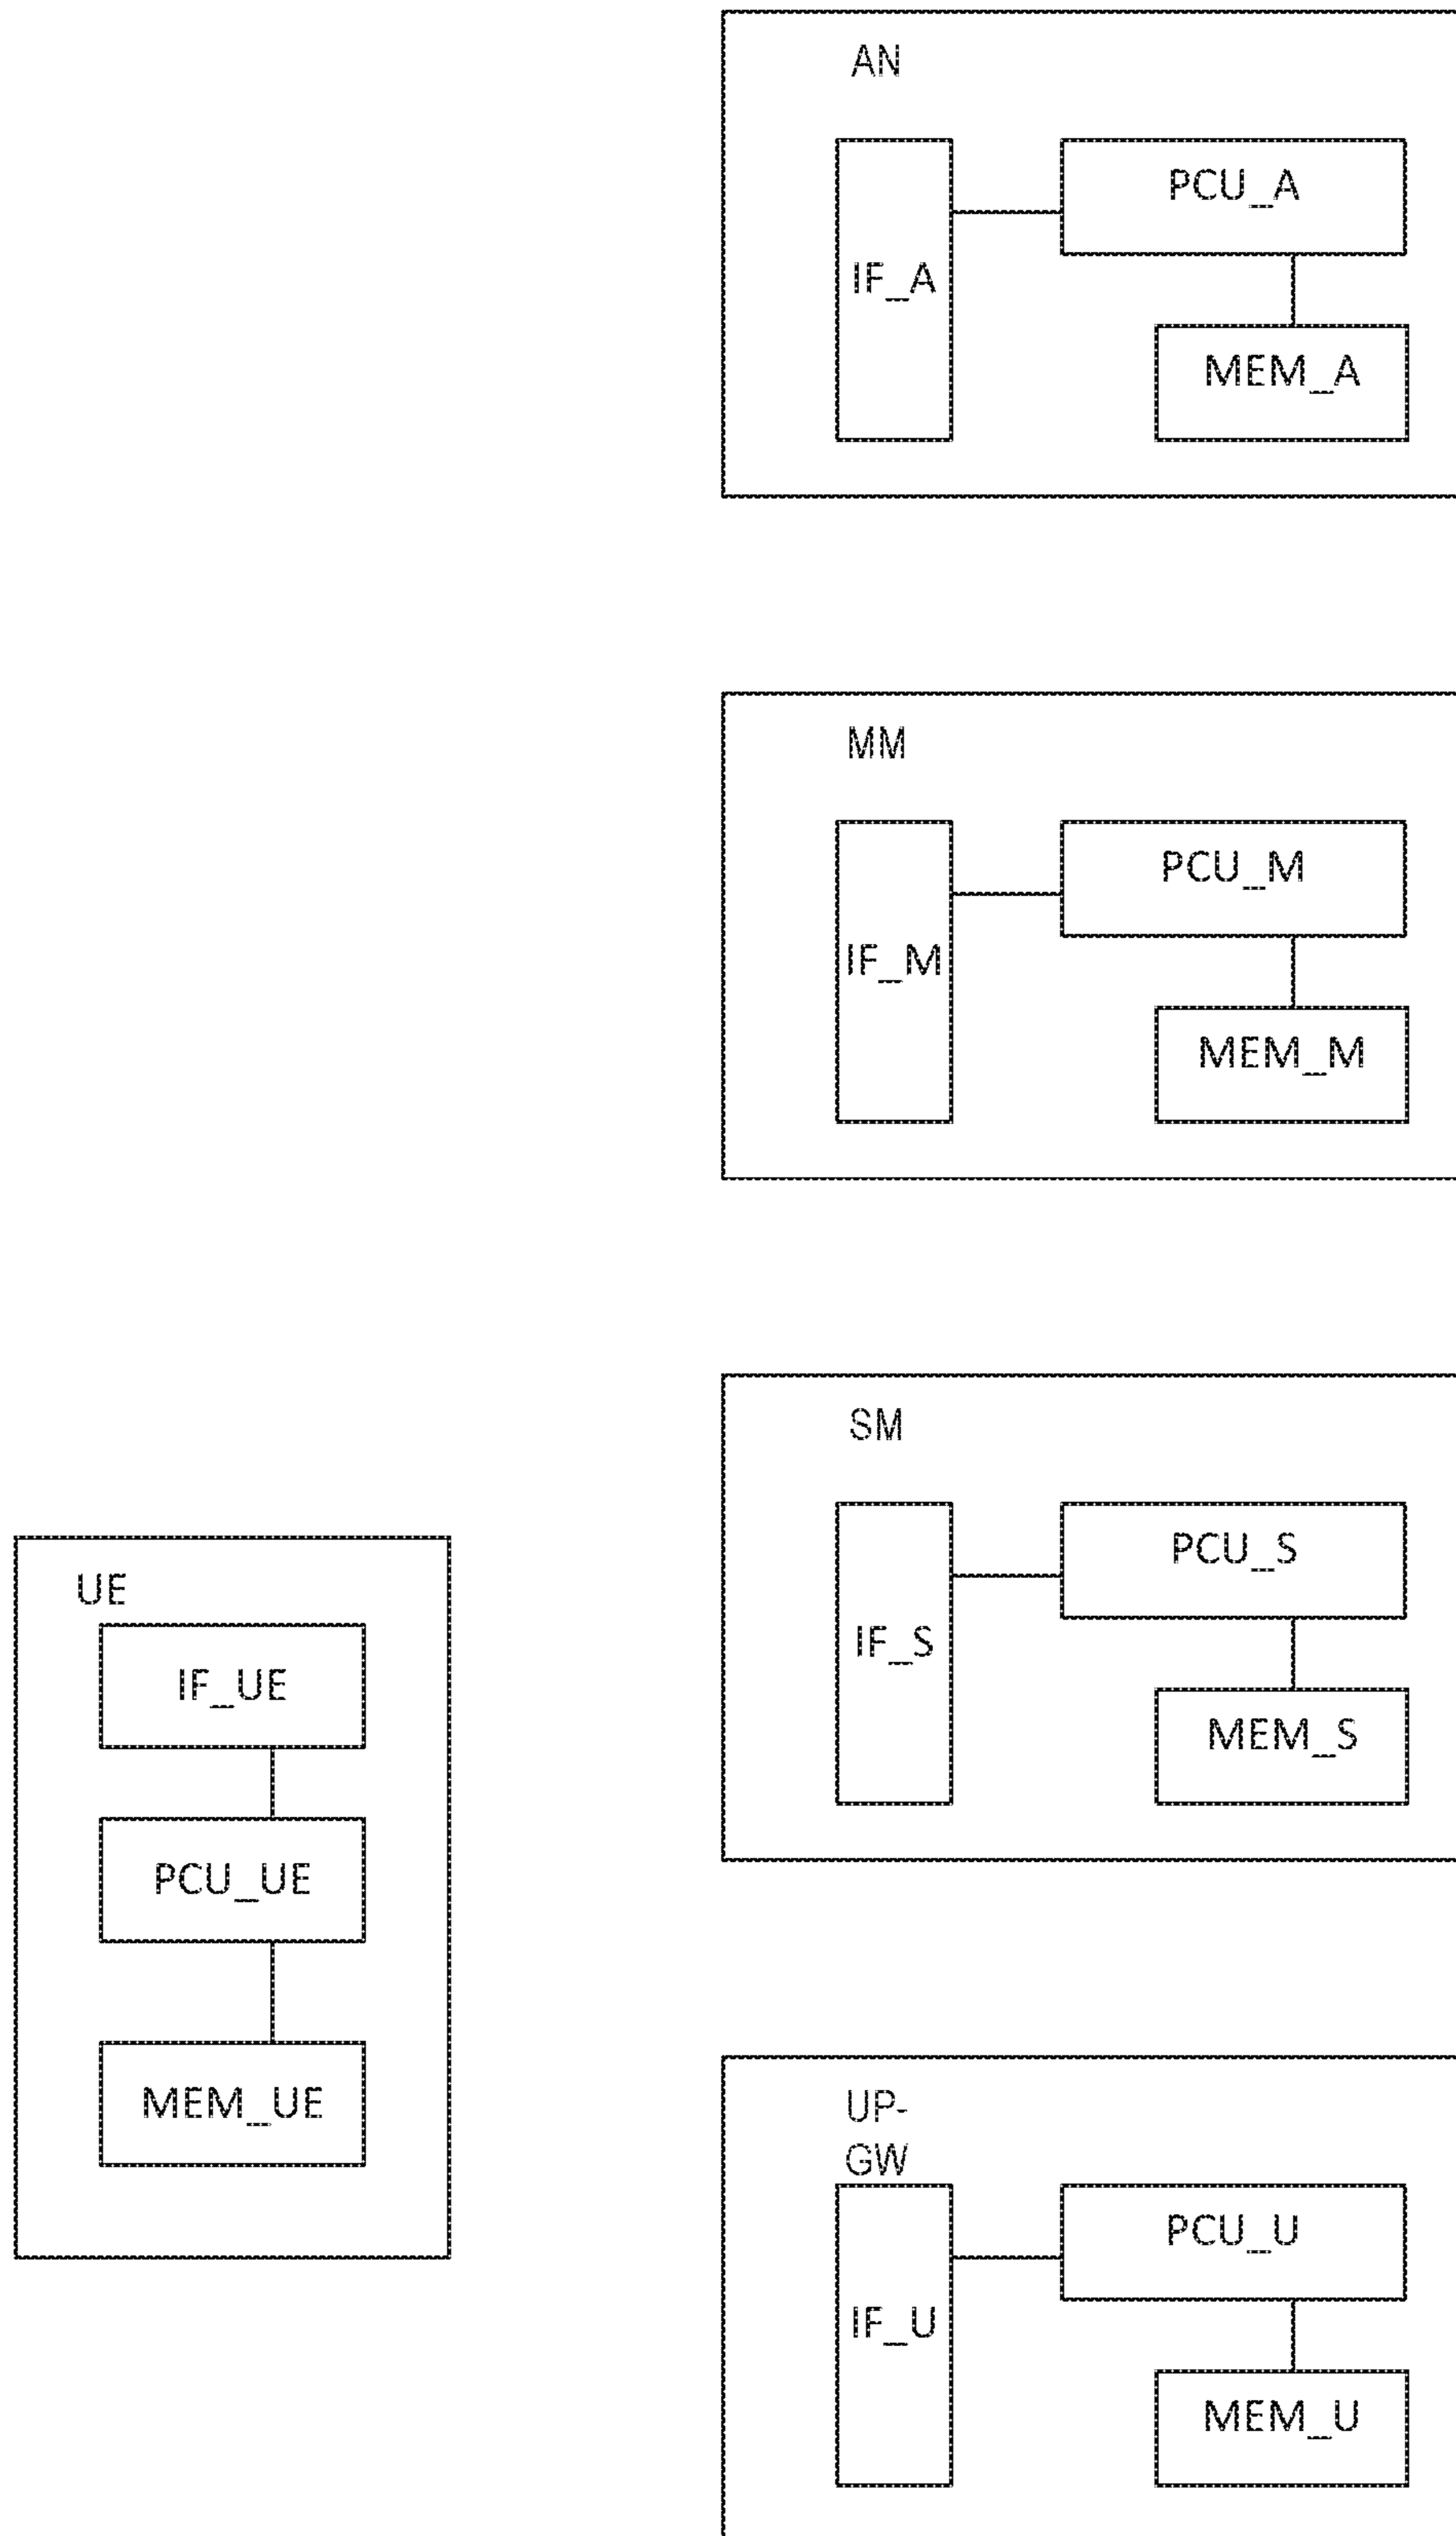 AN
PCU_A
IF_A
MEM_A
MM
PCU_M
IF_M
MEM_M
SM
PCU_S
IF_S
MEM_S
UE
IF_UE
PCU_UE
MEM_UE
UP-
GW
PCU_U
IF_U
MEM_U